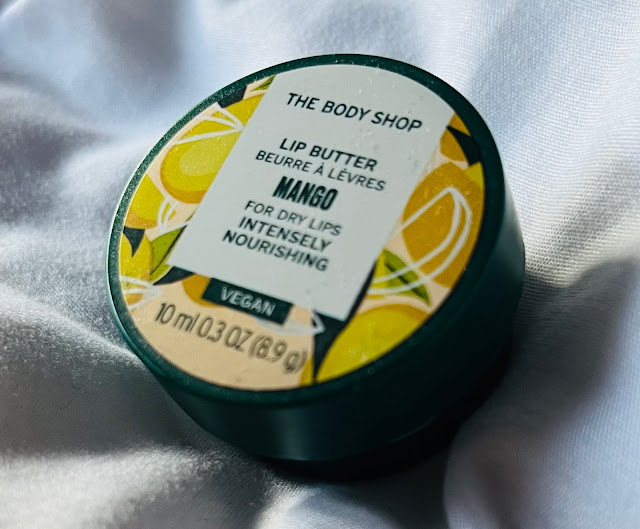 THE BODY SHOP
LIP BUTTER
BEURRE À LÈVRES
MANGO
FOR DRY LIPS
INTENSELY
NOURISHING
VEGAN
10 ml 0.3 OZ (8.9 g)